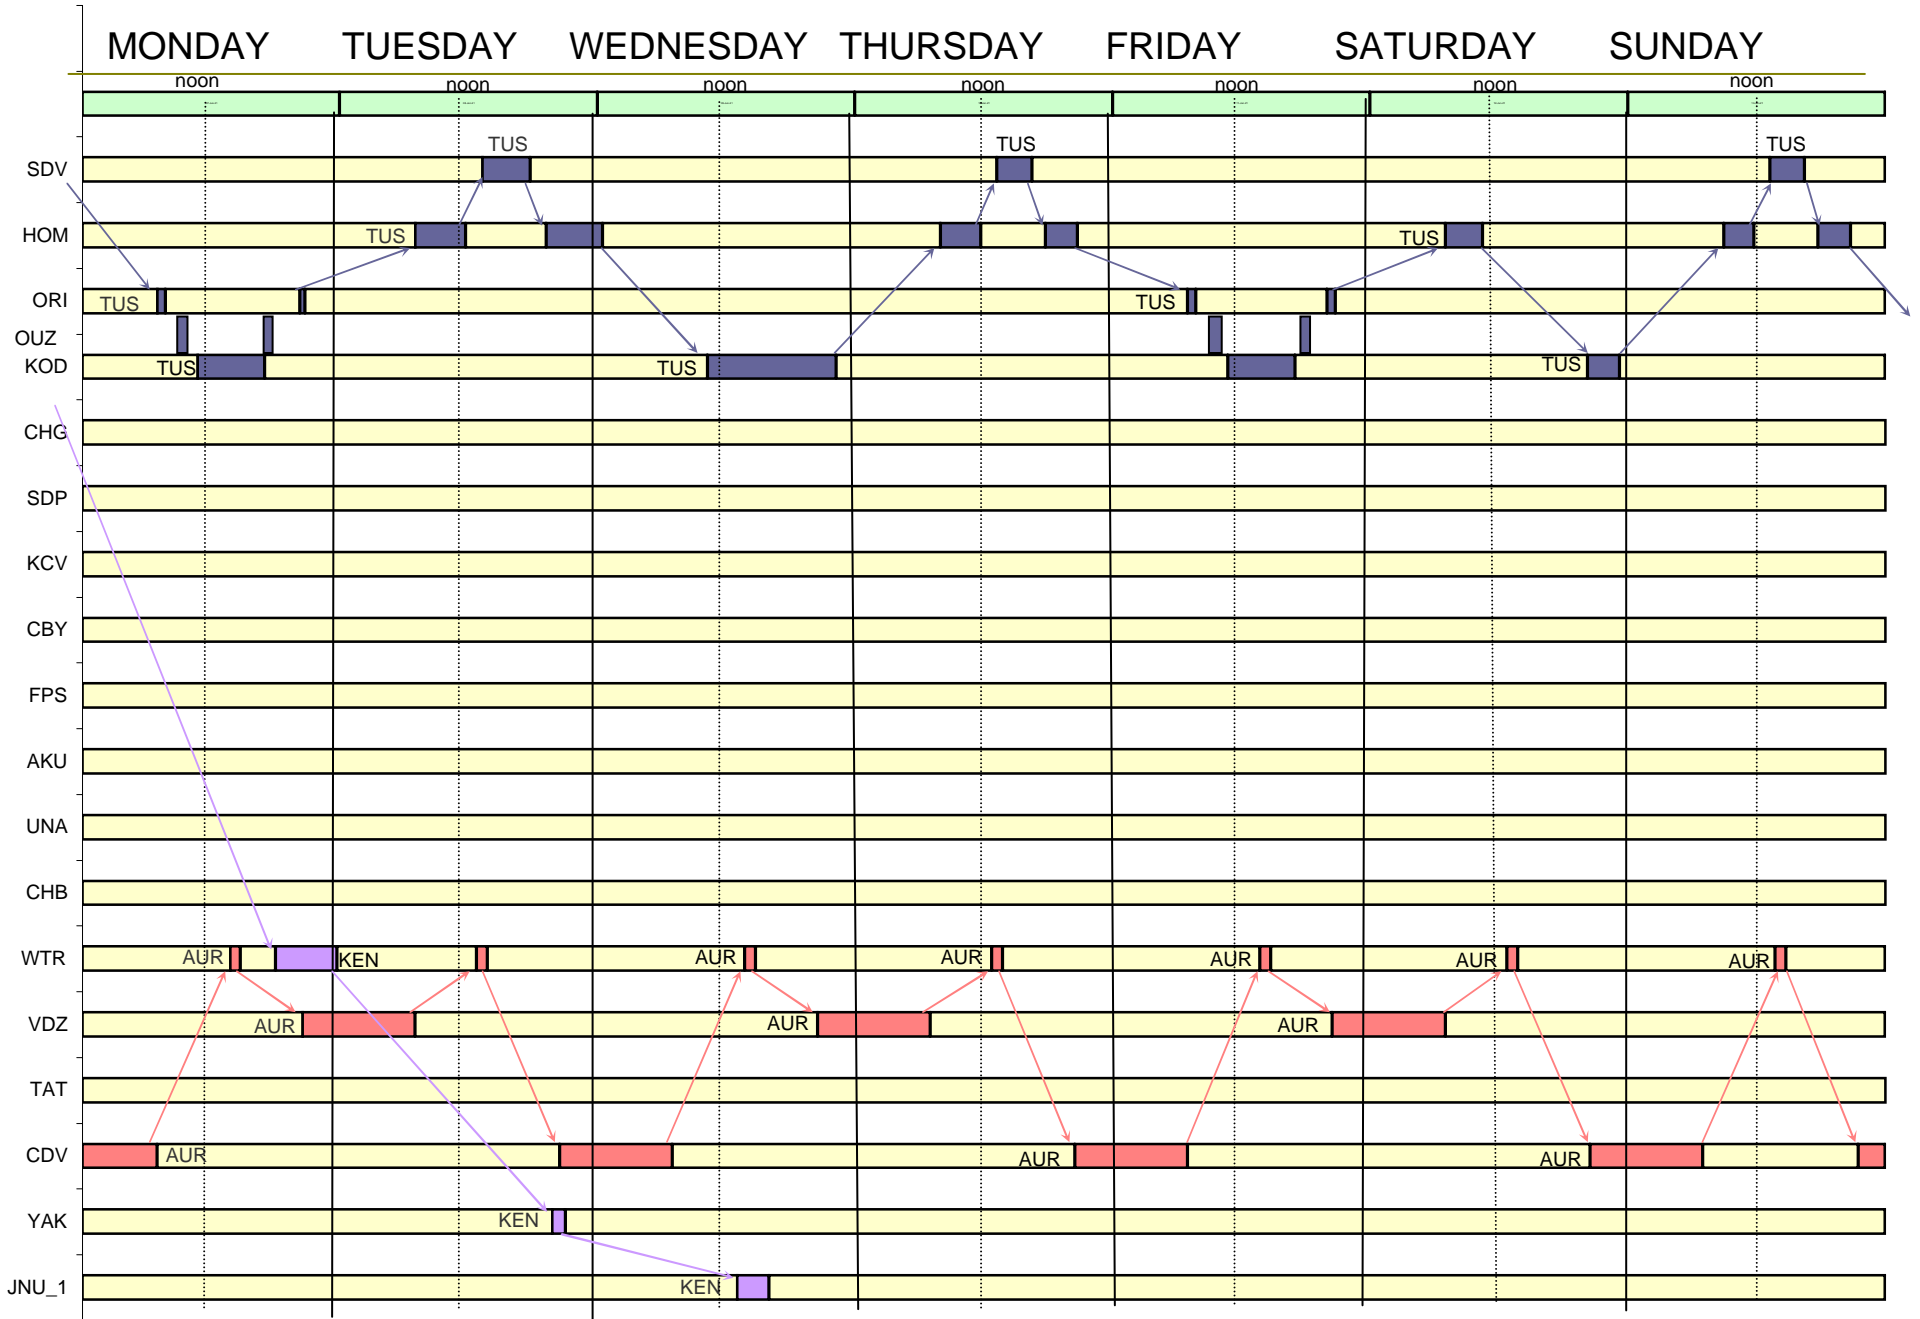 MONDAY TUESDAY WEDNESDAY THURSDAY FRIDAY SATURDAY SUNDAY
noon noon noon noon noon noon noon
TUS TUS TUS
SDV
HOM TUS TUS
ORI TUS TUS
OUZ
KOD TUS TUS TUS
CHG
SDP
KCV
CBY
FPS
AKU
UNA
CHB
WTR AUR KEN AUR AUR AUR AUR AUR
VDZ AUR AUR AUR
TAT
CDV AUR AUR AUR
YAK KEN
JNU_1 KEN